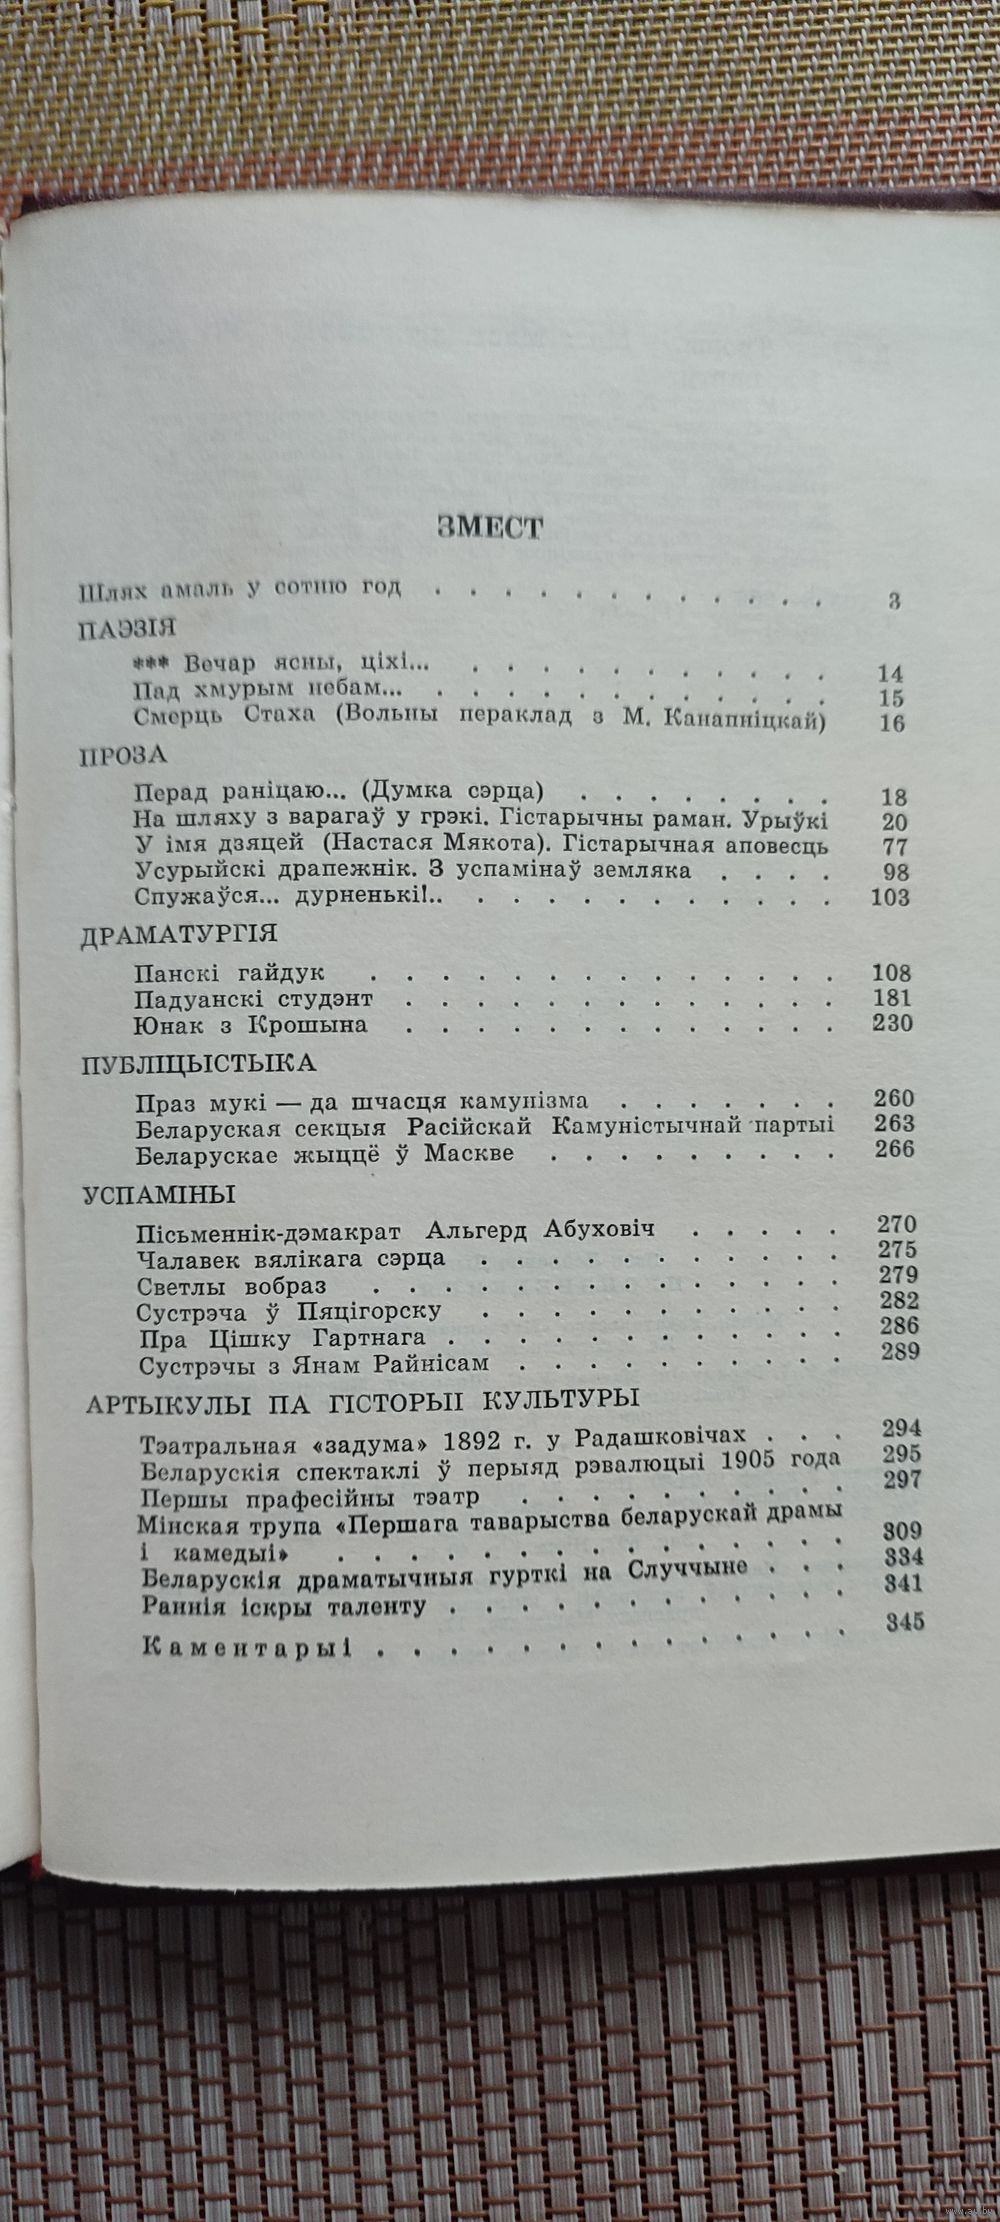 ЗМЕСТ
Шлях амаль у сотню год . . . . . . . . . . . . 3
ПАЭЗІЯ
*** Вечар ясны, ціхі... . . . . . . . . . . . 14
Пад хмурым небам... . . . . . . . . . . . . 15
Смерць Стаха (Вольны пераклад з М. Канапніцкай) 16
ПРОЗА
Перад раніцаю... (Думка сэрца) . . . . . . . . 18
На шляху з варагаў у грэкі. Гістарычны раман. Урыўкі 20
У імя дзяцей (Настася Мякота). Гістарычная аповесць 77
Усурыйскі драпежнік. З успамінаў земляка . . . . 98
Спужаўся... дурненькі!.. . . . . . . . . . . . 103
ДРАМАТУРГІЯ
Панскі гайдук . . . . . . . . . . . . . . 108
Падуанскі студэнт . . . . . . . . . . . . . 181
Юнак з Крошына . . . . . . . . . . . . . 230
ПУБЛІЦЫСТЫКА
Праз мукі — да шчасця камунізма . . . . . . . 260
Беларуская секцыя Расійскай Камуністычнай партыі 263
Беларускае жыццё ў Маскве . . . . . . . . . 266
УСПАМІНЫ
Пісьменнік-дэмакрат Альгерд Абуховіч . . . . . 270
Чалавек вялікага сэрца . . . . . . . . . . . 275
Светлы вобраз . . . . . . . . . . . . . . 279
Сустрэча ў Пяцігорску . . . . . . . . . . . 282
Пра Цішку Гартнага . . . . . . . . . . . . 286
Сустрэчы з Янам Райнісам . . . . . . . . . . 289
АРТЫКУЛЫ ПА ГІСТОРЫІ КУЛЬТУРЫ
Тэатральная «задума» 1892 г. у Радашковічах . . . 294
Беларускія спектаклі ў перыяд рэвалюцыі 1905 года 295
Першы прафесійны тэатр . . . . . . . . . . 297
Мінская трупа «Першага таварыства беларускай драмы
і камедыі» . . . . . . . . . . . . . . . 309
Беларускія драматычныя гурткі на Случчыне . . . 334
Раннія іскры таленту . . . . . . . . . . . . 341
Каментарыі . . . . . . . . . . . . . . 345